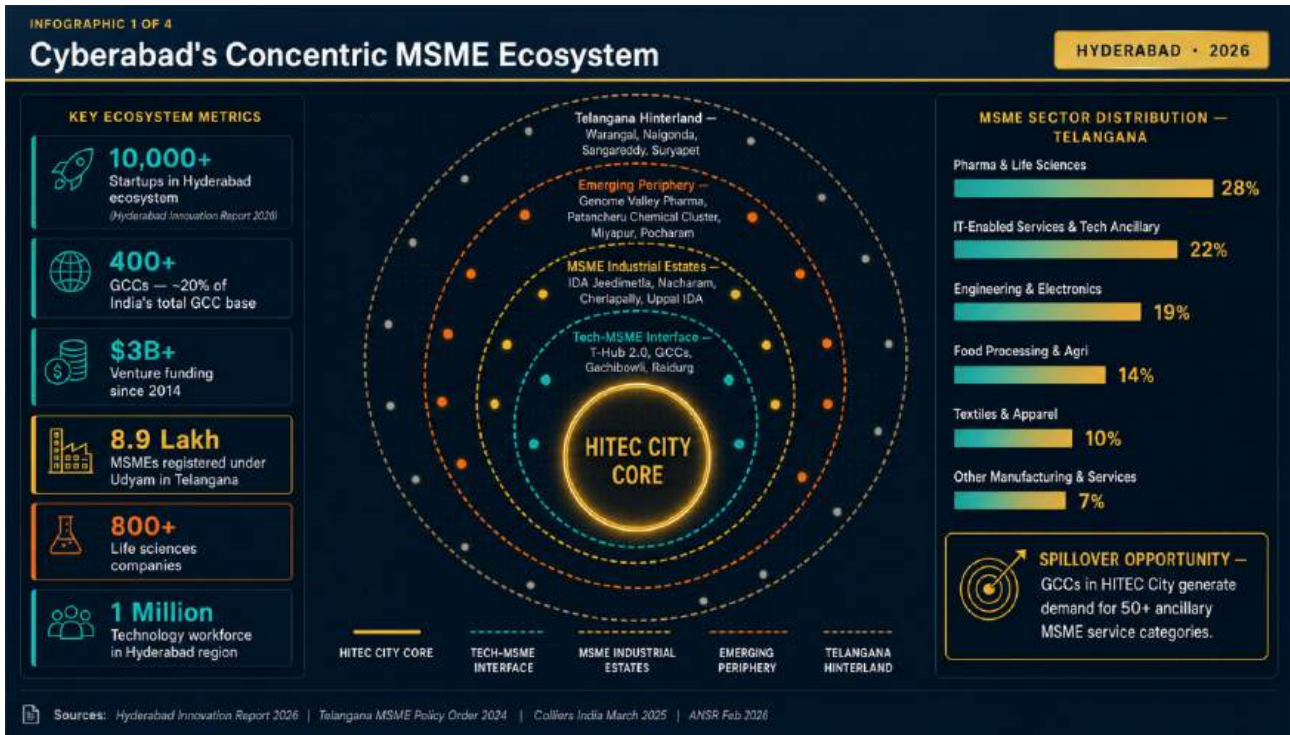 INFOGRAPHIC 1 OF 4
Cyberabad's Concentric MSME Ecosystem
HYDERABAD • 2026
KEY ECOSYSTEM METRICS
10,000+
Startups in Hyderabad
ecosystem
(Hyderabad Innovation Report 2026)
400+
GCCs — ~20% of
India's total GCC base
$3B+
Venture funding
since 2014
8.9 Lakh
MSMEs registered under
Udyam in Telangana
800+
Life sciences
companies
1 Million
Technology workforce
in Hyderabad region
Telangana Hinterland —
Warangal, Nalgonda,
Sangareddy, Suryapet
Emerging Periphery —
Genome Valley Pharma,
Patancheru Chemical Cluster,
Miyapur, Pocharam
MSME Industrial Estates —
IDA Jeedimetla, Nacharam,
Cherlapally, Uppal IDA
Tech-MSME Interface —
T-Hub 2.0, GCCs,
Gachibowli, Raidurg
HITEC CITY
CORE
HITEC CITY CORE
TECH-MSME
INTERFACE
MSME INDUSTRIAL
ESTATES
EMERGING
PERIPHERY
TELANGANA
HINTERLAND
MSME SECTOR DISTRIBUTION —
TELANGANA
Pharma & Life Sciences
28%
IT-Enabled Services & Tech Ancillary
22%
Engineering & Electronics
19%
Food Processing & Agri
14%
Textiles & Apparel
10%
Other Manufacturing & Services
7%
SPILLOVER OPPORTUNITY —
GCCs in HITEC City generate
demand for 50+ ancillary
MSME service categories.
Sources: Hyderabad Innovation Report 2026 | Telangana MSME Policy Order 2024 | Colliers India March 2025 | ANSR Feb 2026